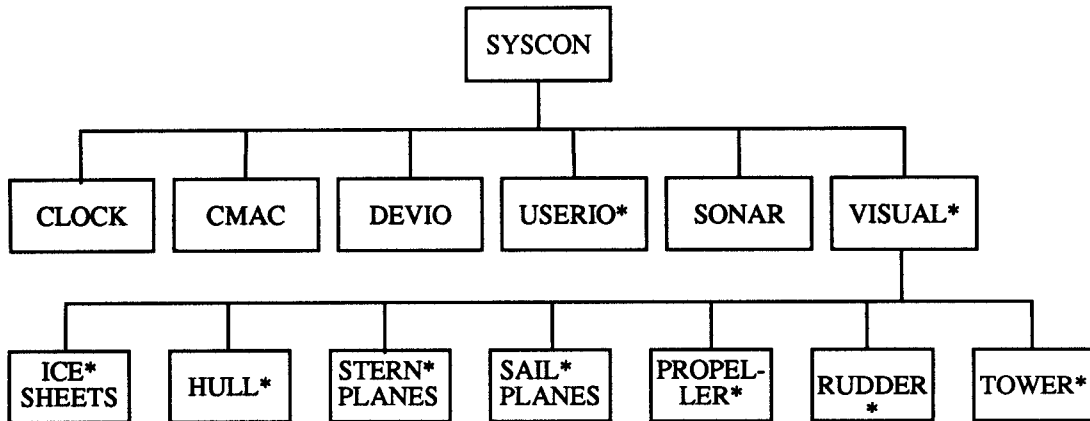 SYSCON
CLOCK
CMAC
DEVIO
USERIO*
SONAR
VISUAL*
ICE*
SHEETS
HULL*
STERN*
PLANES
SAIL*
PLANES
PROPEL-
LER*
RUDDER
*
TOWER*